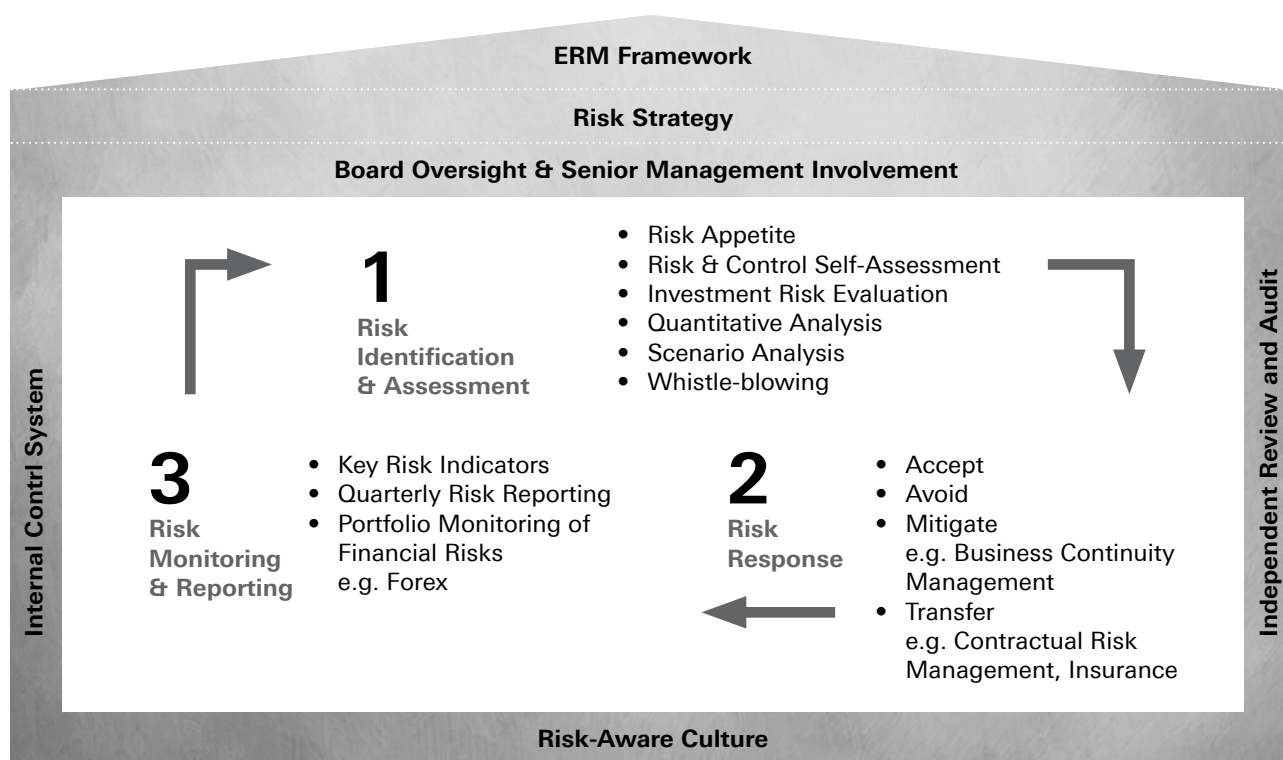 ERM Framework
Risk Strategy
Board Oversight & Senior Management Involvement
Internal Contrl System
Independent Review and Audit
1
Risk
Identification
& Assessment
• Risk Appetite
• Risk & Control Self-Assessment
• Investment Risk Evaluation
• Quantitative Analysis
• Scenario Analysis
• Whistle-blowing
3
Risk
Monitoring
& Reporting
• Key Risk Indicators
• Quarterly Risk Reporting
• Portfolio Monitoring of
Financial Risks
e.g. Forex
2
Risk
Response
• Accept
• Avoid
• Mitigate
e.g. Business Continuity
Management
• Transfer
e.g. Contractual Risk
Management, Insurance
Risk-Aware Culture